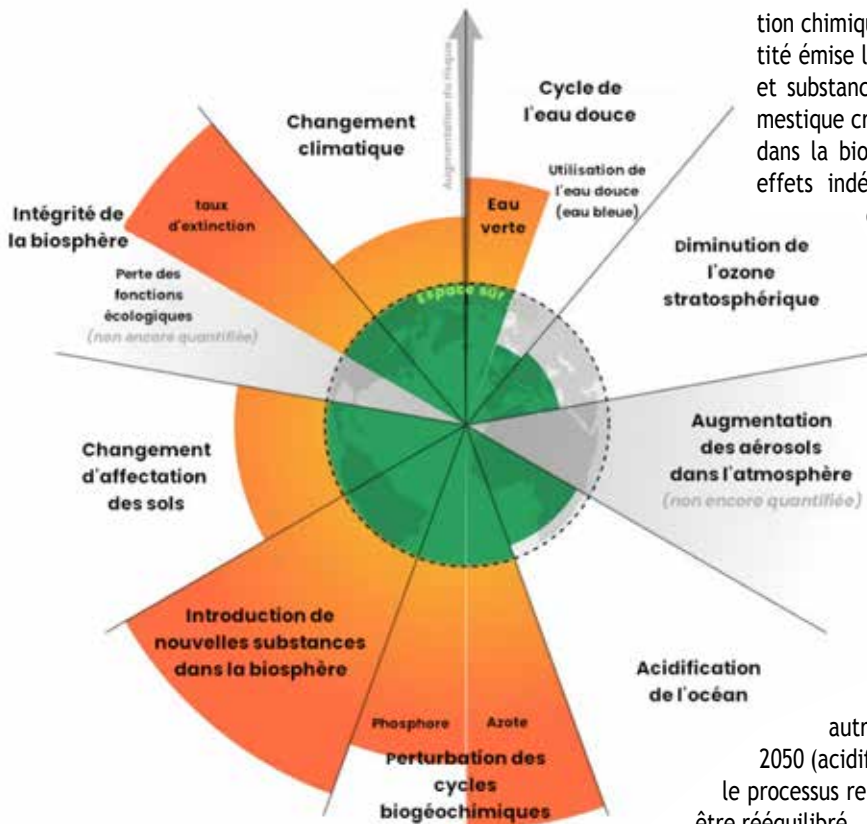 tion chimiqu
tité émise l
et substanc
mestique cr
dans la bio
effets indé
Augmentation du risque
Cycle de
l'eau douce
Changement
climatique
Utilisation de
l'eau douce
(eau bleue)
Eau
verte
taux
d'extinction
Intégrité de
la biosphère
Perte des
fonctions
écologiques
(non encore quantifiée)
Diminution de
l'ozone
stratosphérique
Espace sûr
Augmentation
des aérosols
dans l'atmosphère
(non encore quantifiée)
Changement
d'affectation
des sols
Introduction de
nouvelles substances
dans la biosphère
Acidification
de l'océan
Phosphore
Azote
Perturbation des
cycles
biogéochimiques
autr
2050 (acidif
le processus re
être rééquilibré